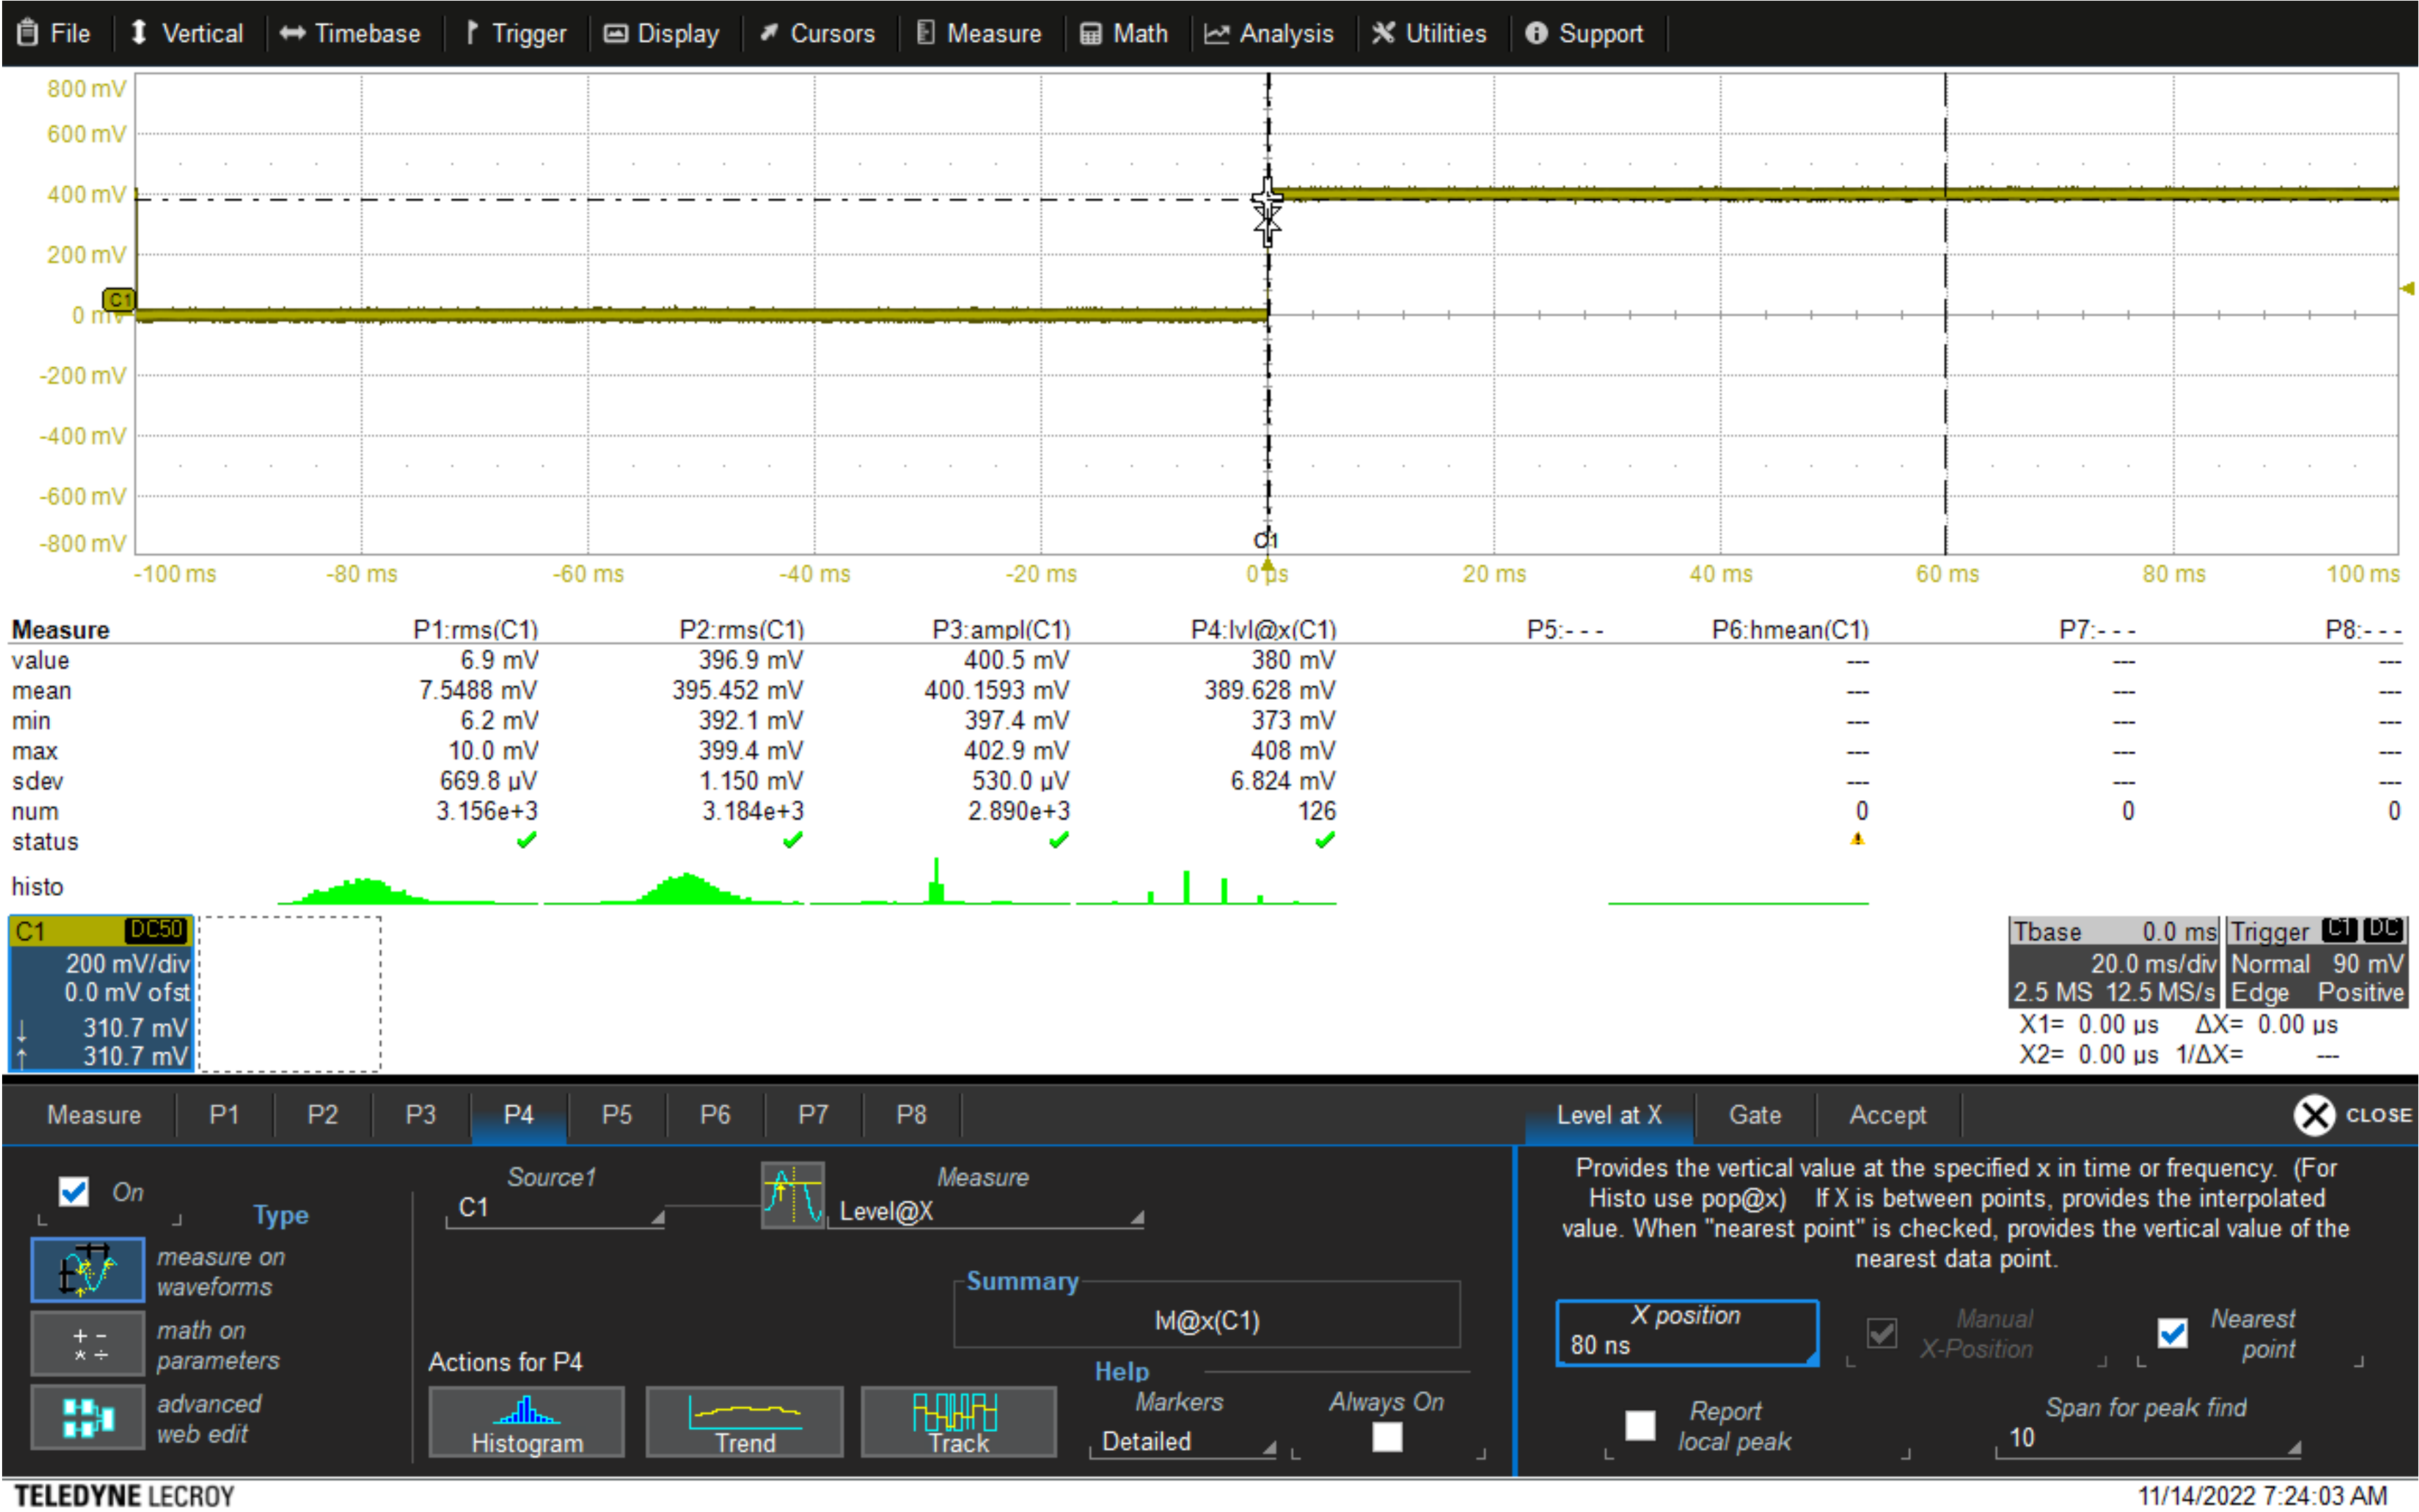 File Vertical Timebase Trigger Display Cursors Measure Math Analysis Utilities Support
800 mV
600 mV
400 mV
200 mV
C1
0 mV
-200 mV
-400 mV
-600 mV
-800 mV
C1
-100 ms -80 ms -60 ms -40 ms -20 ms 0 µs 20 ms 40 ms 60 ms 80 ms 100 ms
Measure P1:rms(C1) P2:rms(C1) P3:ampl(C1) P4:lvl@x(C1) P5:- - - P6:hmean(C1) P7:- - - P8:- - -
value 6.9 mV 396.9 mV 400.5 mV 380 mV --- --- ---
mean 7.5488 mV 395.452 mV 400.1593 mV 389.628 mV --- --- ---
min 6.2 mV 392.1 mV 397.4 mV 373 mV --- --- ---
max 10.0 mV 399.4 mV 402.9 mV 408 mV --- --- ---
sdev 669.8 µV 1.150 mV 530.0 µV 6.824 mV --- --- ---
num 3.156e+3 3.184e+3 2.890e+3 126 0 0 0
status
histo
C1 DC50
200 mV/div
0.0 mV ofst
↓ 310.7 mV
↑ 310.7 mV
Tbase 0.0 ms
20.0 ms/div
2.5 MS 12.5 MS/s
Trigger C1 DC
Normal 90 mV
Edge Positive
X1= 0.00 µs ΔX= 0.00 µs
X2= 0.00 µs 1/ΔX= ---
Measure P1 P2 P3 P4 P5 P6 P7 P8
Level at X Gate Accept CLOSE
On
Type
measure on
waveforms
math on
parameters
advanced
web edit
Source1
C1
Measure
Level@X
Summary
lvl@x(C1)
Actions for P4
Histogram Trend Track
Help
Markers
Detailed
Always On
Provides the vertical value at the specified x in time or frequency. (For
Histo use pop@x) If X is between points, provides the interpolated
value. When "nearest point" is checked, provides the vertical value of the
nearest data point.
X position
80 ns
Manual
X-Position
Nearest
point
Report
local peak
Span for peak find
10
TELEDYNE LECROY
11/14/2022 7:24:03 AM